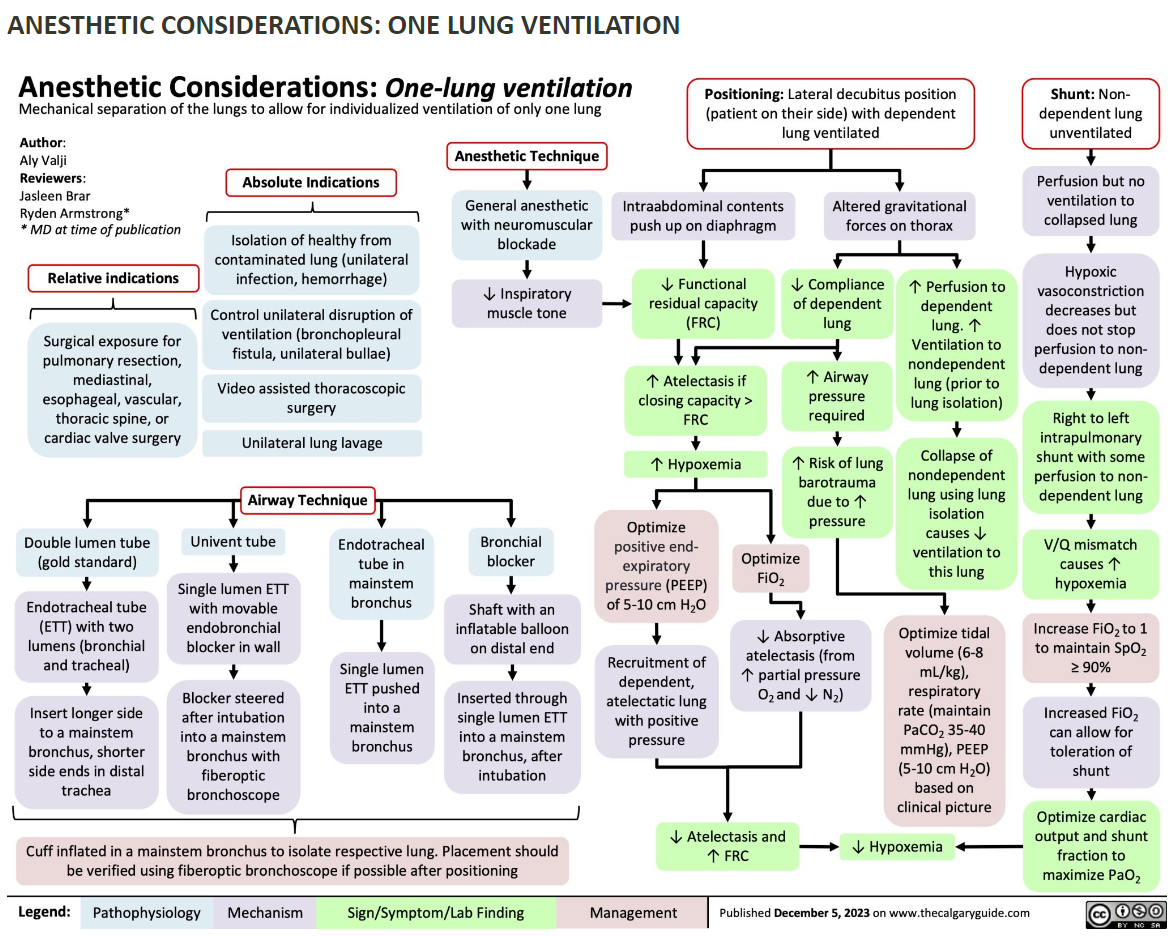 ANESTHETIC CONSIDERATIONS: ONE LUNG VENTILATION
Anesthetic Considerations: One-lung ventilation
Mechanical separation of the lungs to allow for individualized ventilation of only one lung
Author:
Aly Valji
Reviewers:
Jasleen Brar
Ryden Armstrong*
* MD at time of publication
Relative indications
Surgical exposure for
pulmonary resection,
mediastinal,
esophageal, vascular,
thoracic spine, or
cardiac valve surgery
Absolute Indications
Isolation of healthy from
contaminated lung (unilateral
infection, hemorrhage)
Control unilateral disruption of
ventilation (bronchopleural
fistula, unilateral bullae)
Video assisted thoracoscopic
surgery
Unilateral lung lavage
Anesthetic Technique
General anesthetic
with neuromuscular
blockade
↓ Inspiratory
muscle tone
Airway Technique
Double lumen tube
(gold standard)
Endotracheal tube
(ETT) with two
lumens (bronchial
and tracheal)
Insert longer side
to a mainstem
bronchus, shorter
side ends in distal
trachea
Univent tube
Single lumen ETT
with movable
endobronchial
blocker in wall
Blocker steered
after intubation
into a mainstem
bronchus with
fiberoptic
bronchoscope
Endotracheal
tube in
mainstem
bronchus
Single lumen
ETT pushed
into a
mainstem
bronchus
Bronchial
blocker
Shaft with an
inflatable balloon
on distal end
Inserted through
single lumen ETT
into a mainstem
bronchus, after
intubation
Cuff inflated in a mainstem bronchus to isolate respective lung. Placement should
be verified using fiberoptic bronchoscope if possible after positioning
Positioning: Lateral decubitus position
(patient on their side) with dependent
lung ventilated
Intraabdominal contents
push up on diaphragm
↓ Functional
residual capacity
(FRC)
↑ Atelectasis if
closing capacity >
FRC
↑ Hypoxemia
Optimize
positive end-
expiratory
pressure (PEEP)
of 5-10 cm H₂O
Recruitment of
dependent,
atelectatic lung
with positive
pressure
Optimize
FiO₂
↓ Absorptive
atelectasis (from
↑ partial pressure
O₂ and ↓ N₂)
↓ Atelectasis and
↑ FRC
↓ Hypoxemia
Altered gravitational
forces on thorax
↓ Compliance
of dependent
lung
↑ Airway
pressure
required
↑ Risk of lung
barotrauma
due to ↑
pressure
Optimize tidal
volume (6-8
mL/kg),
respiratory
rate (maintain
PaCO₂ 35-40
mmHg), PEEP
(5-10 cm H₂O)
based on
clinical picture
↑ Perfusion to
dependent
lung. ↑
Ventilation to
nondependent
lung (prior to
lung isolation)
Collapse of
nondependent
lung using lung
isolation
causes ↓
ventilation to
this lung
Shunt: Non-
dependent lung
unventilated
Perfusion but no
ventilation to
collapsed lung
Hypoxic
vasoconstriction
decreases but
does not stop
perfusion to non-
dependent lung
Right to left
intrapulmonary
shunt with some
perfusion to non-
dependent lung
V/Q mismatch
causes ↑
hypoxemia
Increase FiO₂ to 1
to maintain SpO₂
≥ 90%
Increased FiO₂
can allow for
toleration of
shunt
Optimize cardiac
output and shunt
fraction to
maximize PaO₂
Legend:
Pathophysiology
Mechanism
Sign/Symptom/Lab Finding
Management
Published December 5, 2023 on www.thecalgaryguide.com
cc
BY NC SA